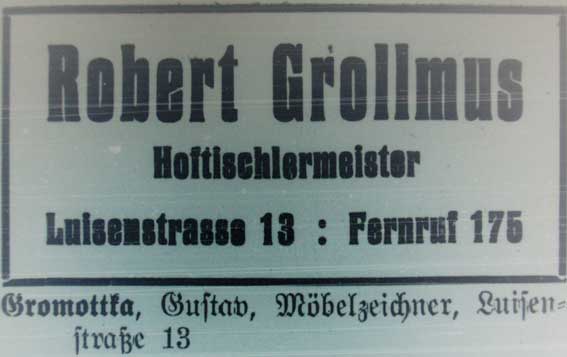 Robert Grollmus
Hoftischlermeister
Luisenstrasse 13 : Fernruf 175
Gromottka, Gustav, Möbelzeichner, Luisen=
straße 13